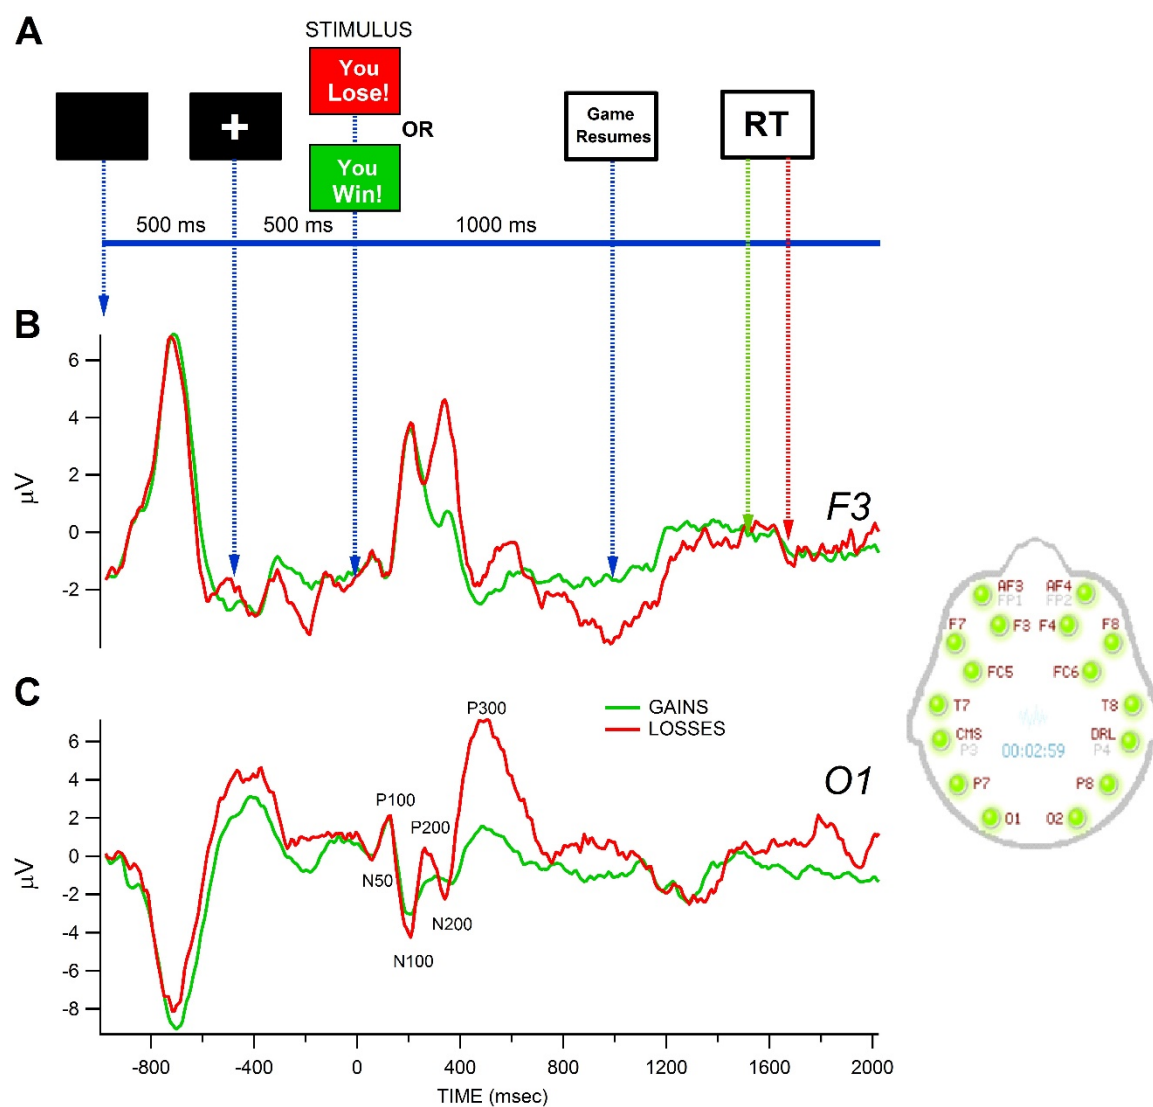 A
STIMULUS
You
Lose!
OR
You
Win!
+
Game
Resumes
RT
500 ms
500 ms
1000 ms
B
6
4
2
0
-2
µV
F3
C
6
4
2
0
-2
-4
-6
-8
µV
P300
GAINS
LOSSES
O1
P100
P200
N50
N200
N100
-800
-400
0
400
800
1200
1600
2000
TIME (msec)
AF3 AF4
FP1 FP2
F7 F3 F4 F8
FC5 FC6
T7 T8
CMS DRL
P3 00:02:59 P4
P7 P8
O1 O2